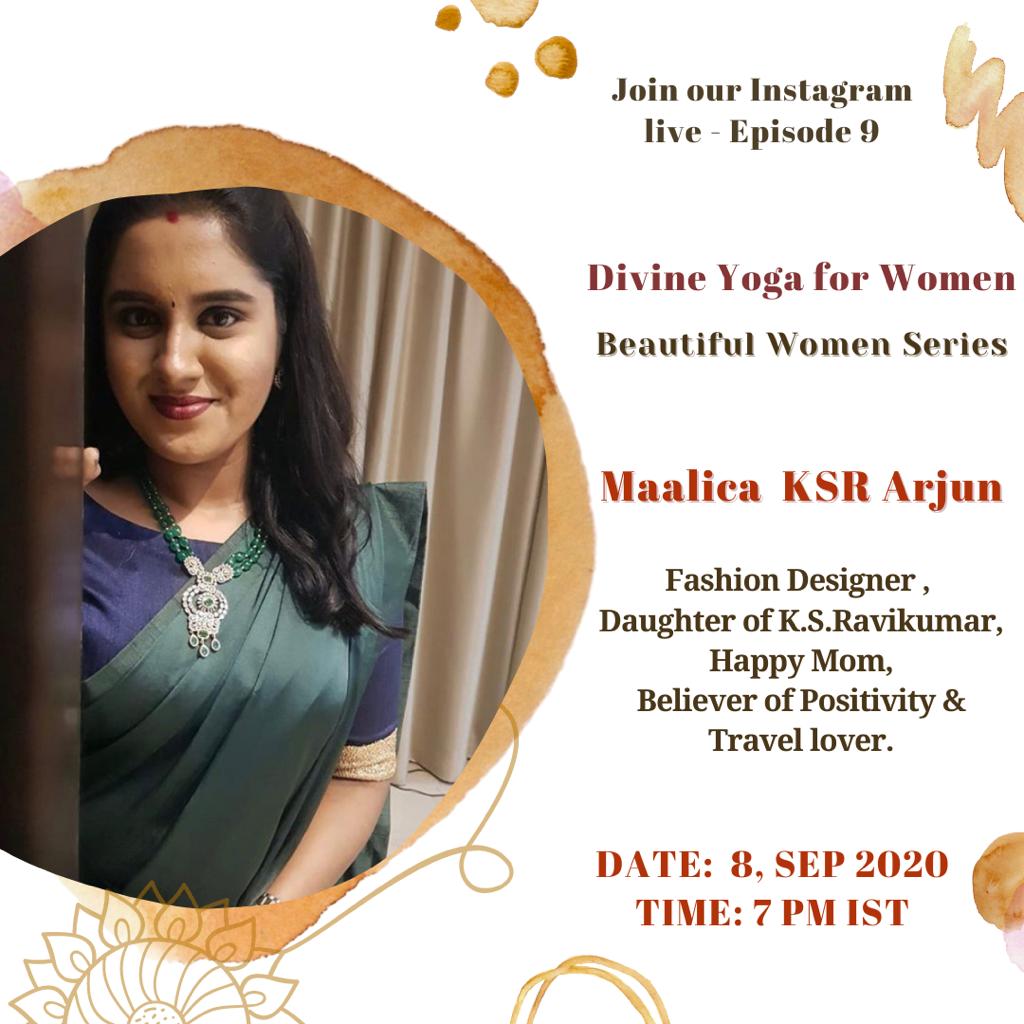 Join our Instagram
live - Episode 9
Divine Yoga for Women
Beautiful Women Series
Maalica KSR Arjun
Fashion Designer ,
Daughter of K.S.Ravikumar,
Happy Mom,
Believer of Positivity &
Travel lover.
DATE: 8, SEP 2020
TIME: 7 PM IST